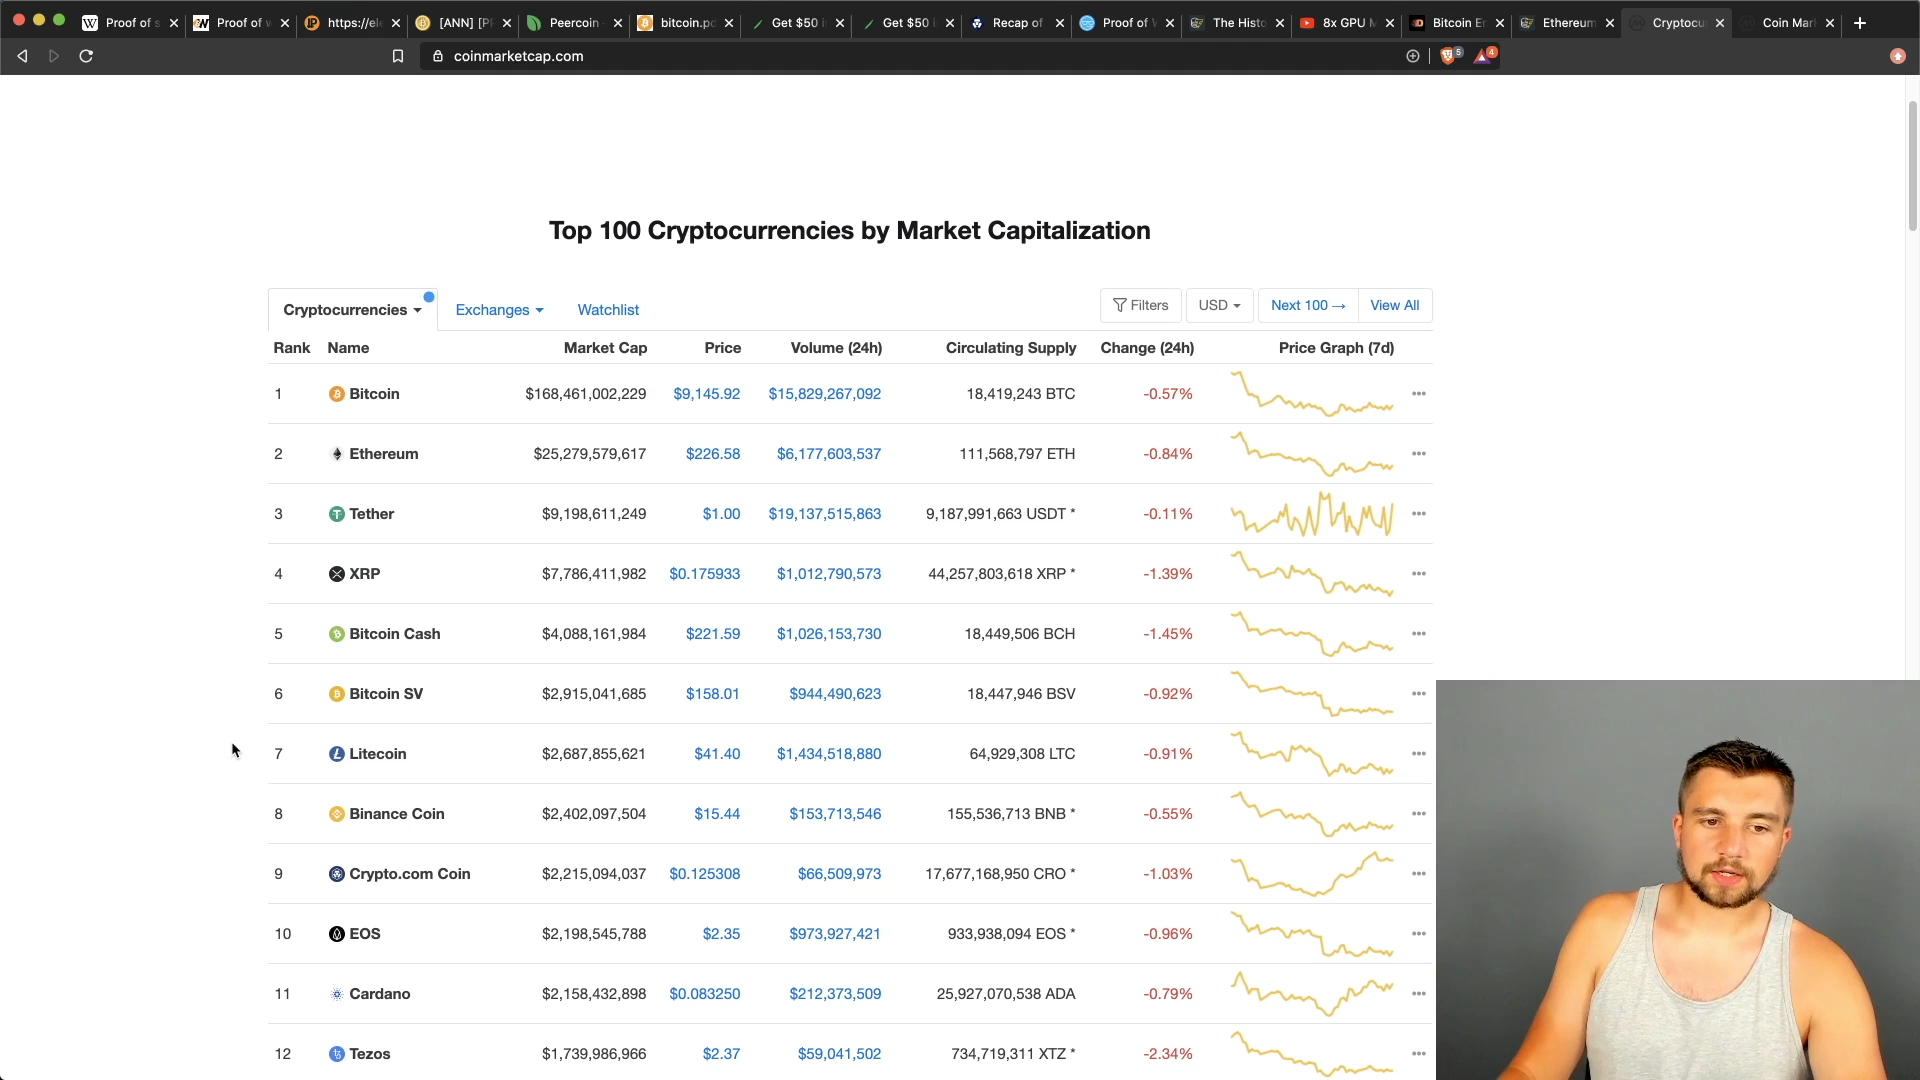 Proof of s
Proof of w
https://ele
[ANN] [P
Peercoin
bitcoin.pd
Get $50 i
Get $50
Recap of
Proof of W
The Histo
8x GPU M
Bitcoin En
Ethereum
Cryptocu
Coin Mar
coinmarketcap.com
5
4
Top 100 Cryptocurrencies by Market Capitalization
Cryptocurrencies
Exchanges
Watchlist
Filters
USD
Next 100 →
View All
Rank Name Market Cap Price Volume (24h) Circulating Supply Change (24h) Price Graph (7d)
1 Bitcoin $168,461,002,229 $9,145.92 $15,829,267,092 18,419,243 BTC -0.57%
2 Ethereum $25,279,579,617 $226.58 $6,177,603,537 111,568,797 ETH -0.84%
3 Tether $9,198,611,249 $1.00 $19,137,515,863 9,187,991,663 USDT * -0.11%
4 XRP $7,786,411,982 $0.175933 $1,012,790,573 44,257,803,618 XRP * -1.39%
5 Bitcoin Cash $4,088,161,984 $221.59 $1,026,153,730 18,449,506 BCH -1.45%
6 Bitcoin SV $2,915,041,685 $158.01 $944,490,623 18,447,946 BSV -0.92%
7 Litecoin $2,687,855,621 $41.40 $1,434,518,880 64,929,308 LTC -0.91%
8 Binance Coin $2,402,097,504 $15.44 $153,713,546 155,536,713 BNB * -0.55%
9 Crypto.com Coin $2,215,094,037 $0.125308 $66,509,973 17,677,168,950 CRO * -1.03%
10 EOS $2,198,545,788 $2.35 $973,927,421 933,938,094 EOS * -0.96%
11 Cardano $2,158,432,898 $0.083250 $212,373,509 25,927,070,538 ADA -0.79%
12 Tezos $1,739,986,966 $2.37 $59,041,502 734,719,311 XTZ * -2.34%